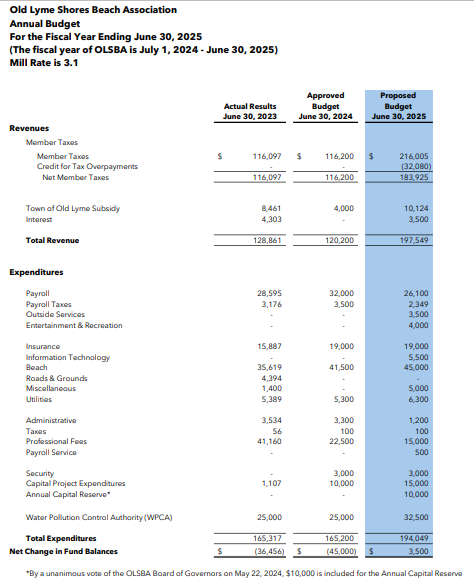 Old Lyme Shores Beach Association
Annual Budget
For the Fiscal Year Ending June 30, 2025
(The fiscal year of OLSBA is July 1, 2024 - June 30, 2025)
Mill Rate is 3.1
Approved Proposed
Actual Results Budget Budget
June 30, 2023 June 30, 2024 June 30, 2025
Revenues
Member Taxes
Member Taxes $ 116,097 $ 116,200 $ 216,005
Credit for Tax Overpayments - - (32,080)
Net Member Taxes 116,097 116,200 183,925
Town of Old Lyme Subsidy 8,461 4,000 10,124
Interest 4,303 - 3,500
Total Revenue 128,861 120,200 197,549
Expenditures
Payroll 28,595 32,000 26,100
Payroll Taxes 3,176 3,500 2,349
Outside Services - - 3,500
Entertainment & Recreation - - 4,000
Insurance 15,887 19,000 19,000
Information Technology - - 5,500
Beach 35,619 41,500 45,000
Roads & Grounds 4,394 - -
Miscellaneous 1,400 - 5,000
Utilities 5,389 5,300 6,300
Administrative 3,534 3,300 1,200
Taxes 56 100 100
Professional Fees 41,160 22,500 15,000
Payroll Service - - 500
Security - 3,000 3,000
Capital Project Expenditures 1,107 10,000 15,000
Annual Capital Reserve* - - 10,000
Water Pollution Control Authority (WPCA) 25,000 25,000 32,500
Total Expenditures 165,317 165,200 194,049
Net Change in Fund Balances $ (36,456) $ (45,000) $ 3,500
*By a unanimous vote of the OLSBA Board of Governors on May 22, 2024, $10,000 is included for the Annual Capital Reserve